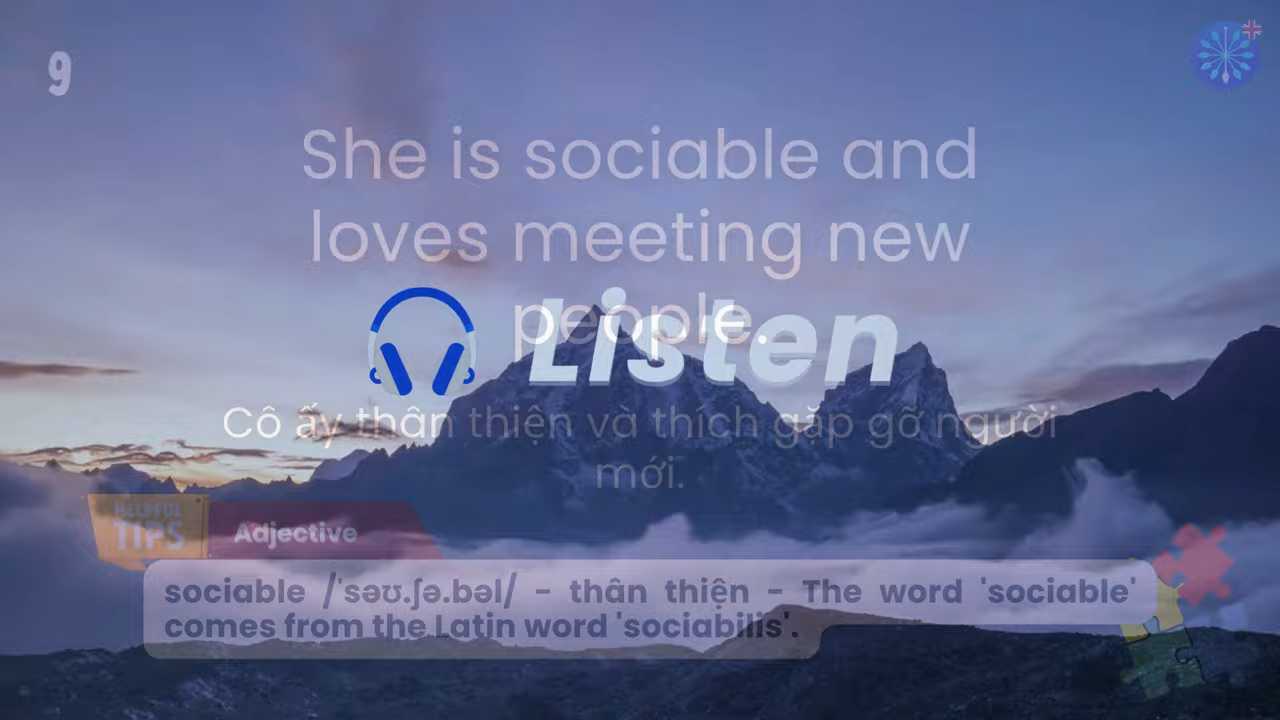 9
She is sociable and
loves meeting new
people.
Listen
Cô ấy thân thiện và thích gặp gỡ người
mới.
HELPFUL
TIPS
Adjective
sociable /ˈsəʊ.ʃə.bəl/ – thân thiện – The word 'sociable'
comes from the Latin word 'sociabilis'.